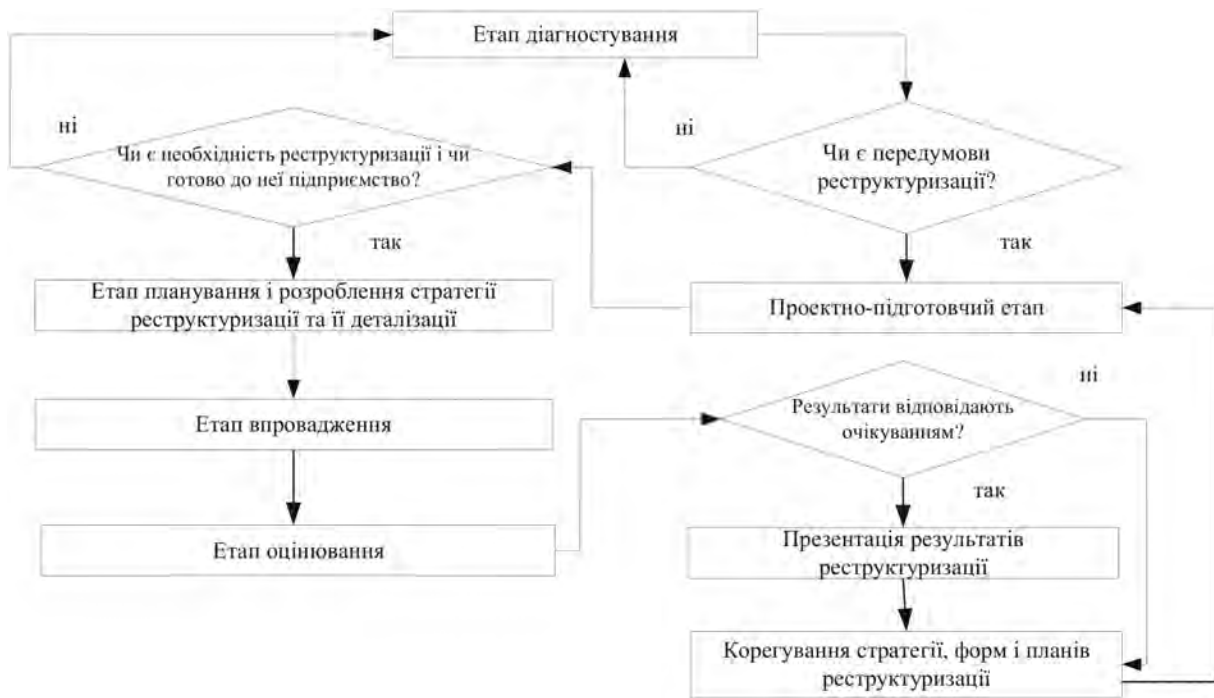 Етап діагностування
ні
ні
Чи є необхідність реструктуризації і чи
готово до неї підприємство?
Чи є передумови
реструктуризації?
так
так
Етап планування і розроблення стратегії
реструктуризації та її деталізації
Проектно-підготовчий етап
ні
Етап впровадження
Результати відповідають
очікуванням?
так
Етап оцінювання
Презентація результатів
реструктуризації
Корегування стратегії, форм і планів
реструктуризації